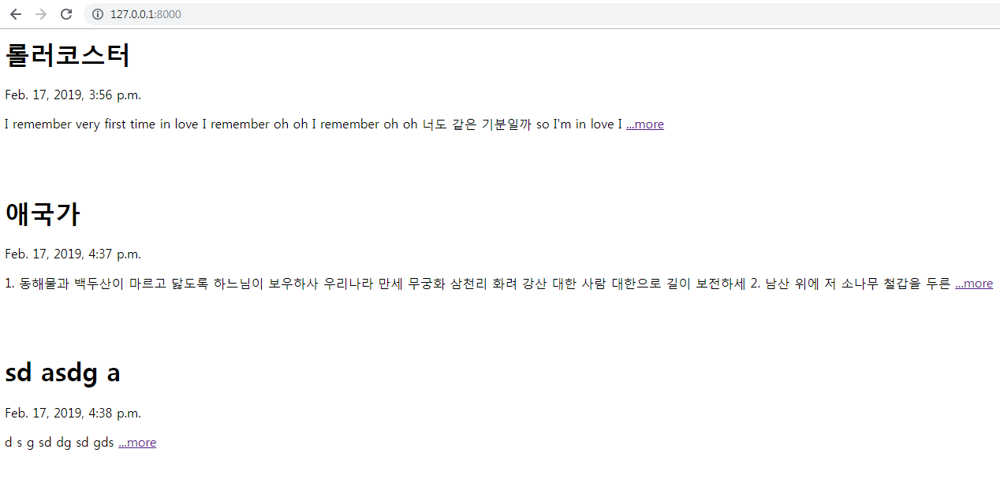 127.0.0.1:8000
롤러코스터
Feb. 17, 2019, 3:56 p.m.
I remember very first time in love I remember oh oh I remember oh oh 너도 같은 기분일까 so I'm in love I ...more
애국가
Feb. 17, 2019, 4:37 p.m.
1. 동해물과 백두산이 마르고 닳도록 하느님이 보우하사 우리나라 만세 무궁화 삼천리 화려 강산 대한 사람 대한으로 길이 보전하세 2. 남산 위에 저 소나무 철갑을 두른 ...more
sd asdg a
Feb. 17, 2019, 4:38 p.m.
d s g sd dg sd gds ...more